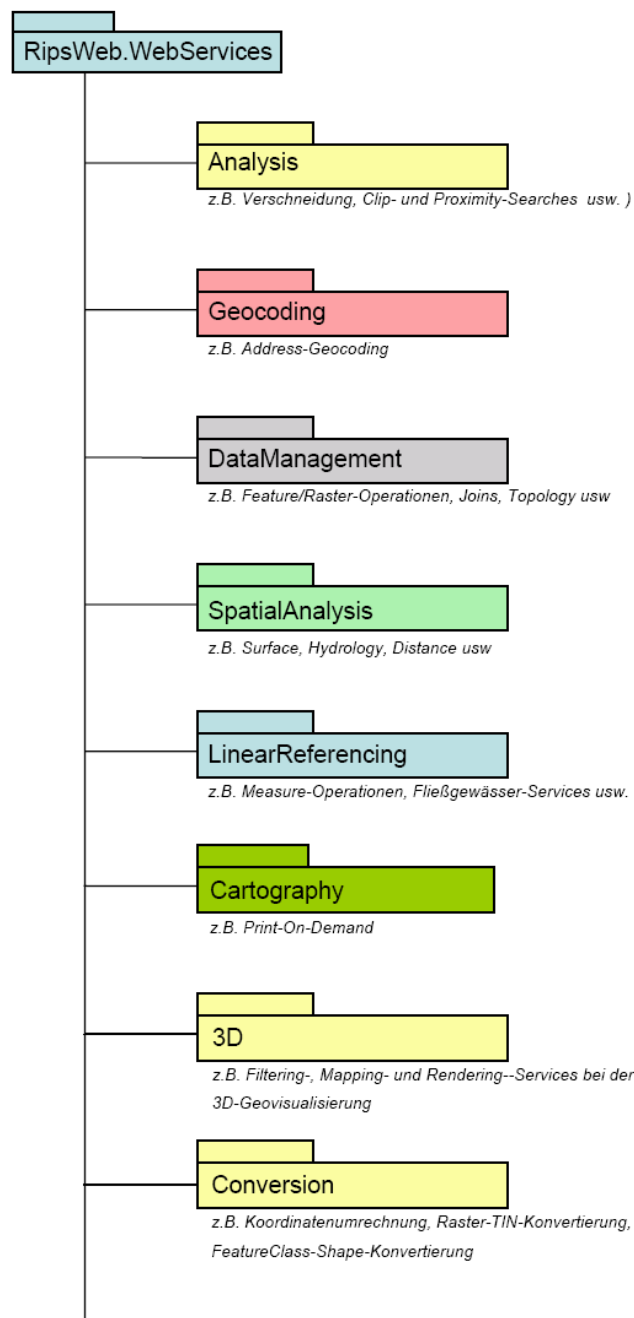 RipsWeb.WebServices
Analysis
z.B. Verschneidung, Clip- und Proximity-Searches usw. )
Geocoding
z.B. Address-Geocoding
DataManagement
z.B. Feature/Raster-Operationen, Joins, Topology usw
SpatialAnalysis
z.B. Surface, Hydrology, Distance usw
LinearReferencing
z.B. Measure-Operationen, Fließgewässer-Services usw.
Cartography
z.B. Print-On-Demand
3D
z.B. Filtering-, Mapping- und Rendering--Services bei der
3D-Geovisualisierung
Conversion
z.B. Koordinatenumrechnung, Raster-TIN-Konvertierung,
FeatureClass-Shape-Konvertierung